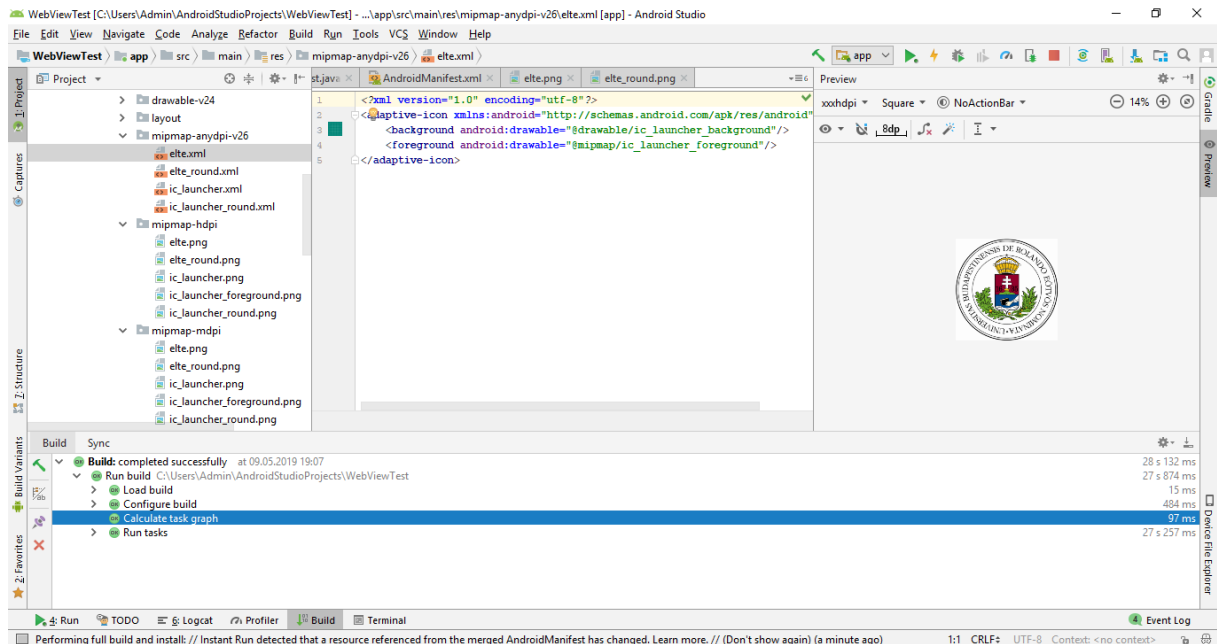 WebViewTest [C:\Users\Admin\AndroidStudioProjects\WebViewTest] - ...\app\src\main\res\mipmap-anydpi-v26\elte.xml [app] - Android Studio
File Edit View Navigate Code Analyze Refactor Build Run Tools VCS Window Help
WebViewTest app src main res mipmap-anydpi-v26 elte.xml
app
Project
st.java AndroidManifest.xml elte.png elte_round.png
6
Preview
1: Project
Captures
Z: Structure
Build Variants
2: Favorites
drawable-v24
layout
mipmap-anydpi-v26
elte.xml
elte_round.xml
ic_launcher.xml
ic_launcher_round.xml
mipmap-hdpi
elte.png
elte_round.png
ic_launcher.png
ic_launcher_foreground.png
ic_launcher_round.png
mipmap-mdpi
elte.png
elte_round.png
ic_launcher.png
ic_launcher_foreground.png
ic_launcher_round.png
1 <?xml version="1.0" encoding="utf-8"?>
2 <adaptive-icon xmlns:android="http://schemas.android.com/apk/res/android"
3 <background android:drawable="@drawable/ic_launcher_background"/>
4 <foreground android:drawable="@mipmap/ic_launcher_foreground"/>
5 </adaptive-icon>
xxxhdpi Square NoActionBar 14%
8dp
UNIVERSITAS BUDAPESTINENSIS DE ROLANDO EÖTVÖS NOMINATA
Gradle
Preview
Device File Explorer
Build Sync
Build: completed successfully at 09.05.2019 19:07 28 s 132 ms
Run build C:\Users\Admin\AndroidStudioProjects\WebViewTest 27 s 874 ms
Load build 15 ms
Configure build 484 ms
Calculate task graph 97 ms
Run tasks 27 s 257 ms
4: Run TODO 6: Logcat Profiler Build Terminal 4 Event Log
Performing full build and install: // Instant Run detected that a resource referenced from the merged AndroidManifest has changed. Learn more. // (Don't show again) (a minute ago) 1:1 CRLF UTF-8 Context: <no context>